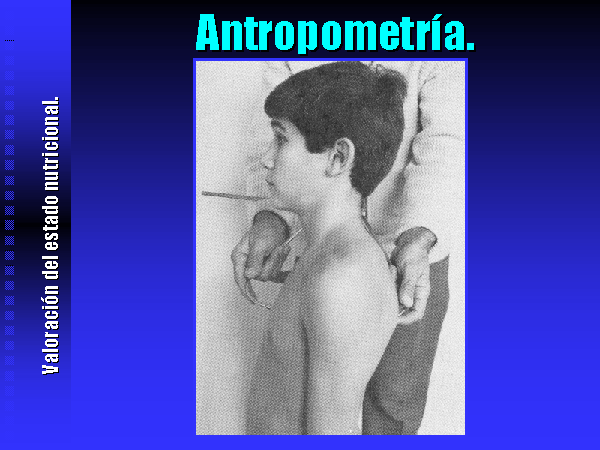 Antropometría.
Valoración del estado nutricional.